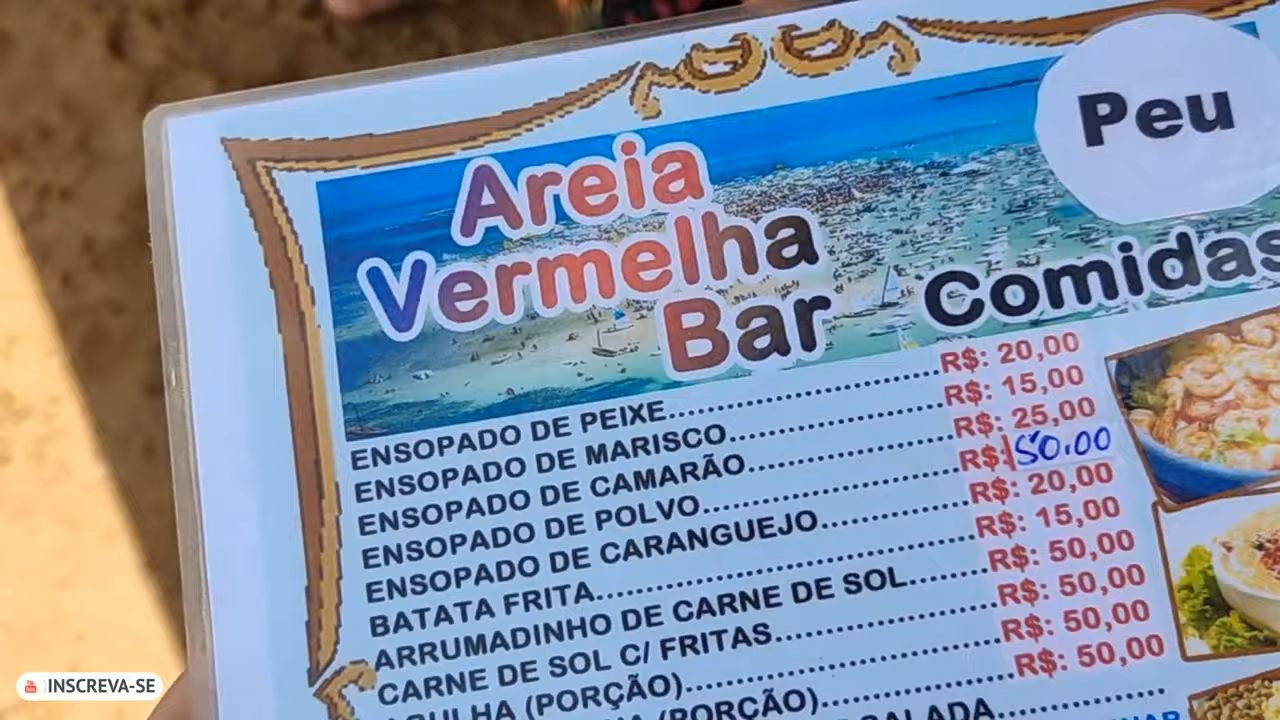 Peu
Areia
Vermelha
Bar
Comidas
ENSOPADO DE PEIXE R$: 20,00
ENSOPADO DE MARISCO R$: 15,00
ENSOPADO DE CAMARÃO R$: 25,00
ENSOPADO DE POLVO R$: 50.00
ENSOPADO DE CARANGUEJO R$: 20,00
BATATA FRITA R$: 15,00
ARRUMADINHO DE CARNE DE SOL R$: 50,00
CARNE DE SOL C/ FRITAS R$: 50,00
(PORÇÃO) R$: 50,00
(PORÇÃO) R$: 50,00
SALADA
INSCREVA-SE